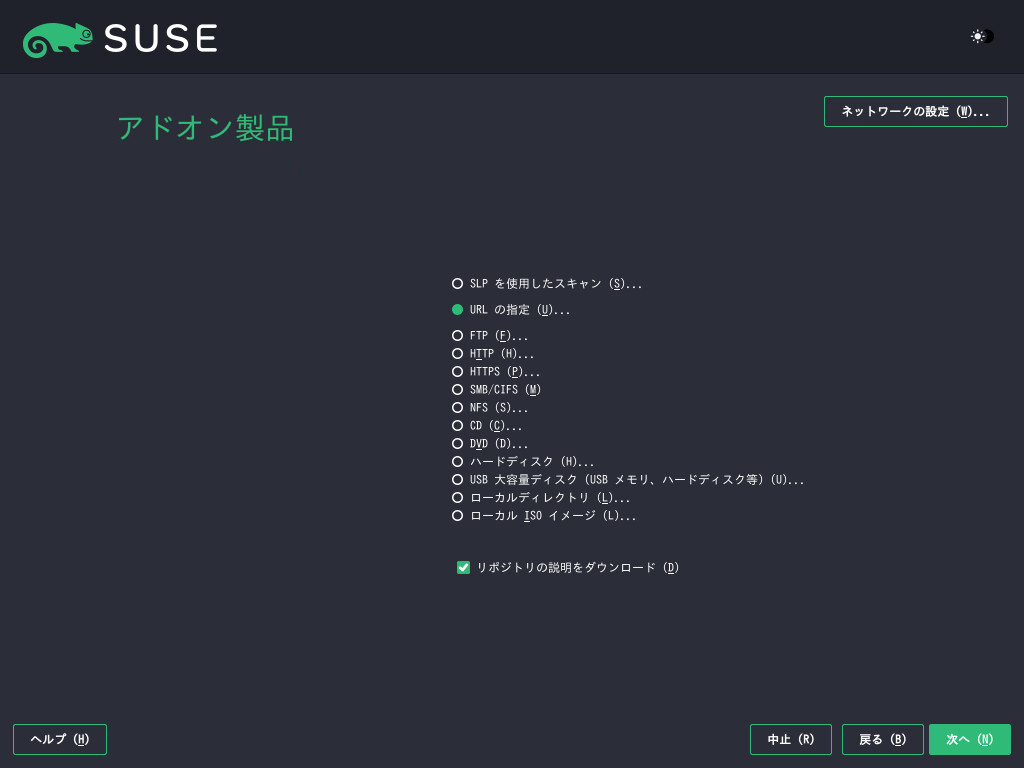 SUSE
アドオン製品
ネットワークの設定 (W)...
SLP を使用したスキャン (S)...
URL の指定 (U)...
FTP (F)...
HTTP (H)...
HTTPS (P)...
SMB/CIFS (M)
NFS (S)...
CD (C)...
DVD (D)...
ハードディスク (H)...
USB 大容量ディスク (USB メモリ、ハードディスク等) (U)...
ローカルディレクトリ (L)...
ローカル ISO イメージ (L)...
リポジトリの説明をダウンロード (D)
ヘルプ (H)
中止 (R)
戻る (B)
次へ (N)